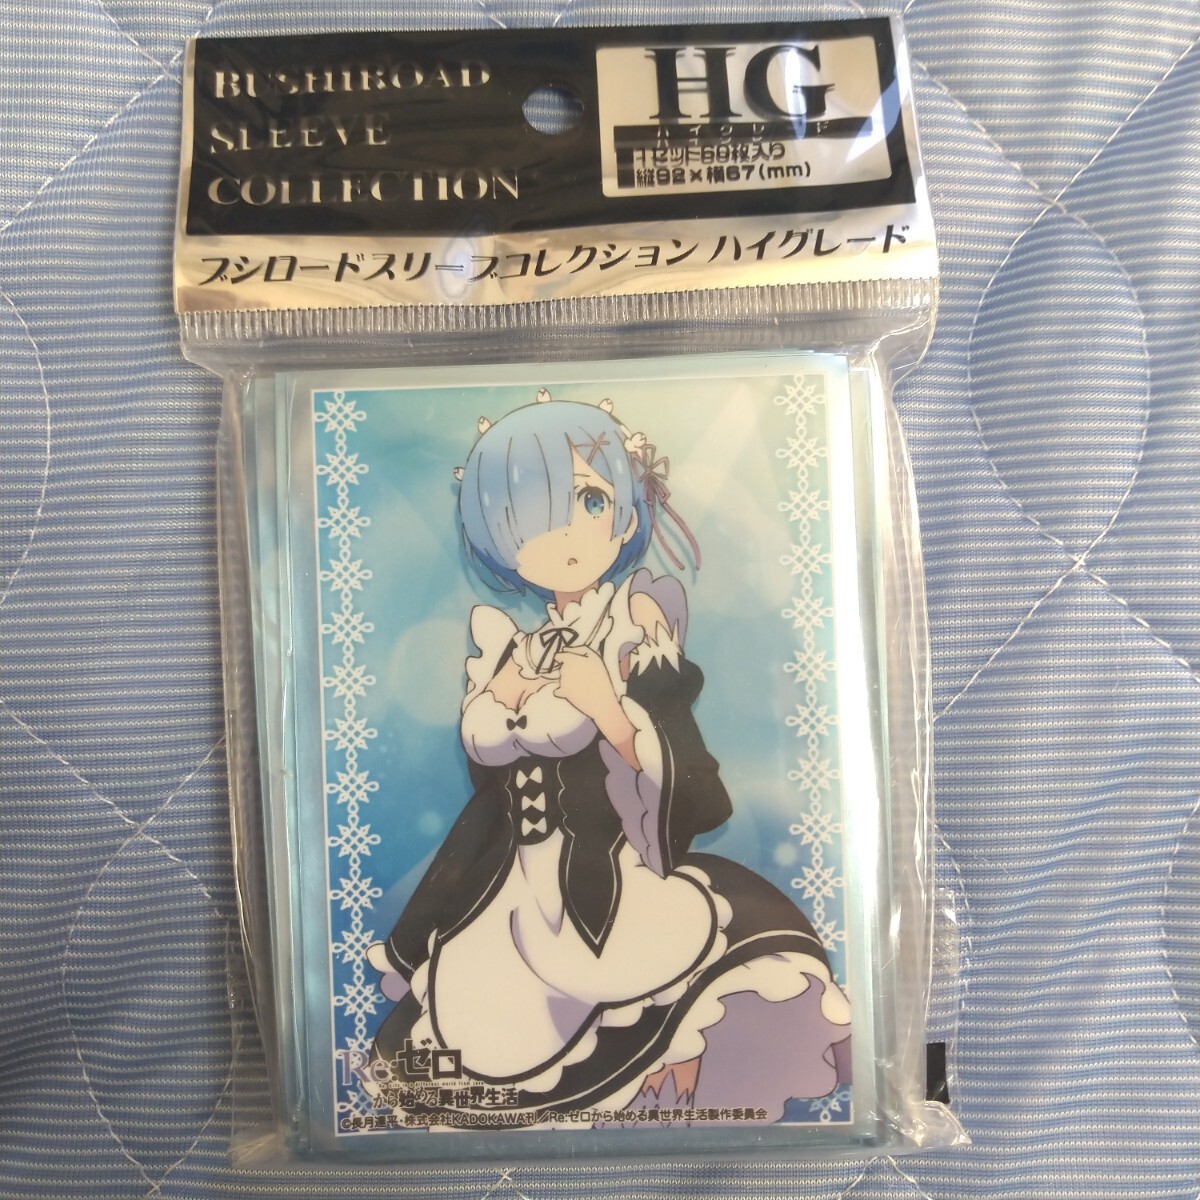 BUSHIROAD
SLEEVE
COLLECTION
HG
ハイグレード
1セット60枚入り
縦92×横67(mm)
ブシロードスリーブコレクション ハイグレード
Re:ゼロ
から始める異世界生活
©長月達平・株式会社KADOKAWA刊／Re:ゼロから始める異世界生活製作委員会